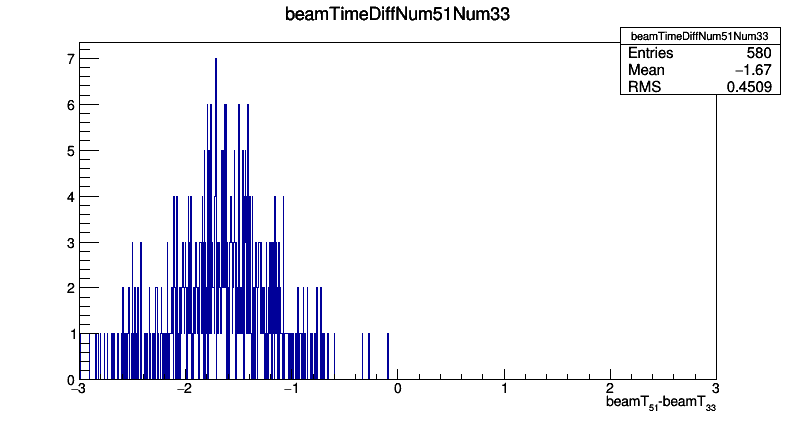 beamTimeDiffNum51Num33
beamTimeDiffNum51Num33
Entries 580
Mean −1.67
RMS 0.4509
7
6
5
4
3
2
1
0
−3 −2 −1 0 1 2 3
beamT51-beamT33